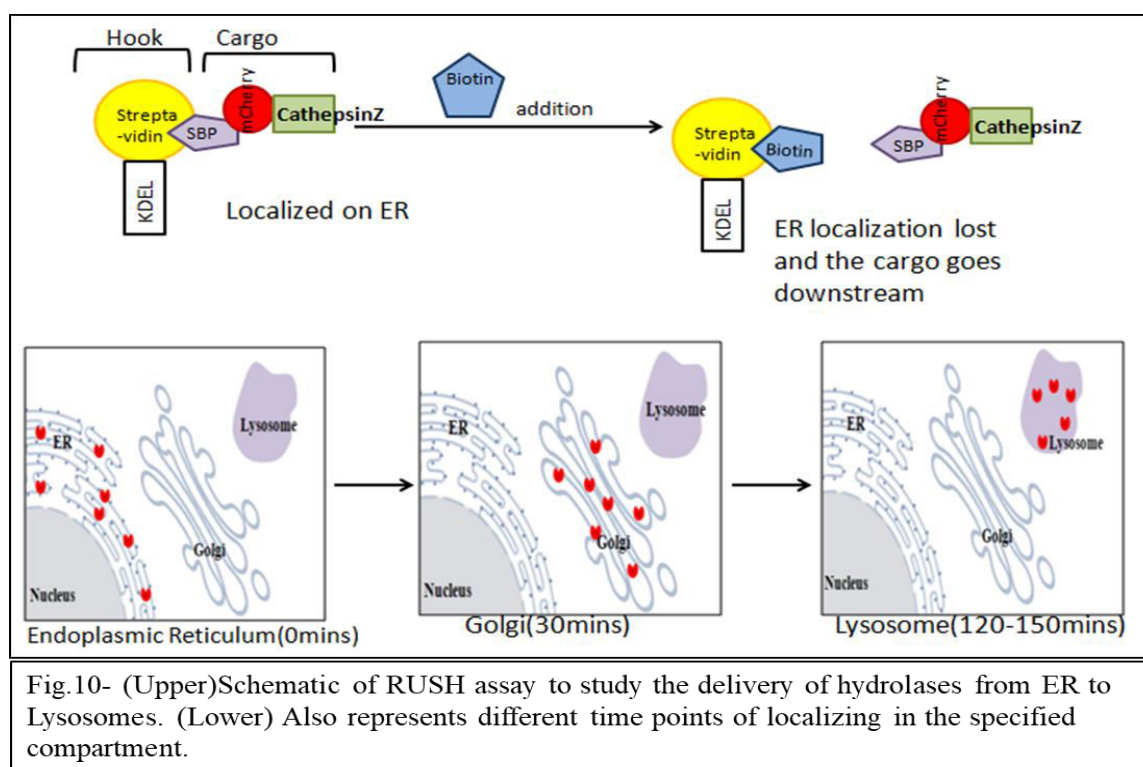 Hook
Cargo
Strepta
-vidin
SBP
mCherry
CathepsinZ
KDEL
Localized on ER
Biotin
addition
Strepta
-vidin
Biotin
KDEL
SBP
mCherry
CathepsinZ
ER localization lost
and the cargo goes
downstream
ER
Lysosome
Golgi
Nucleus
Endoplasmic Reticulum(0mins)
ER
Lysosome
Golgi
Nucleus
Golgi(30mins)
ER
Lysosome
Golgi
Nucleus
Lysosome(120-150mins)
Fig.10- (Upper)Schematic of RUSH assay to study the delivery of hydrolases from ER to
Lysosomes. (Lower) Also represents different time points of localizing in the specified
compartment.